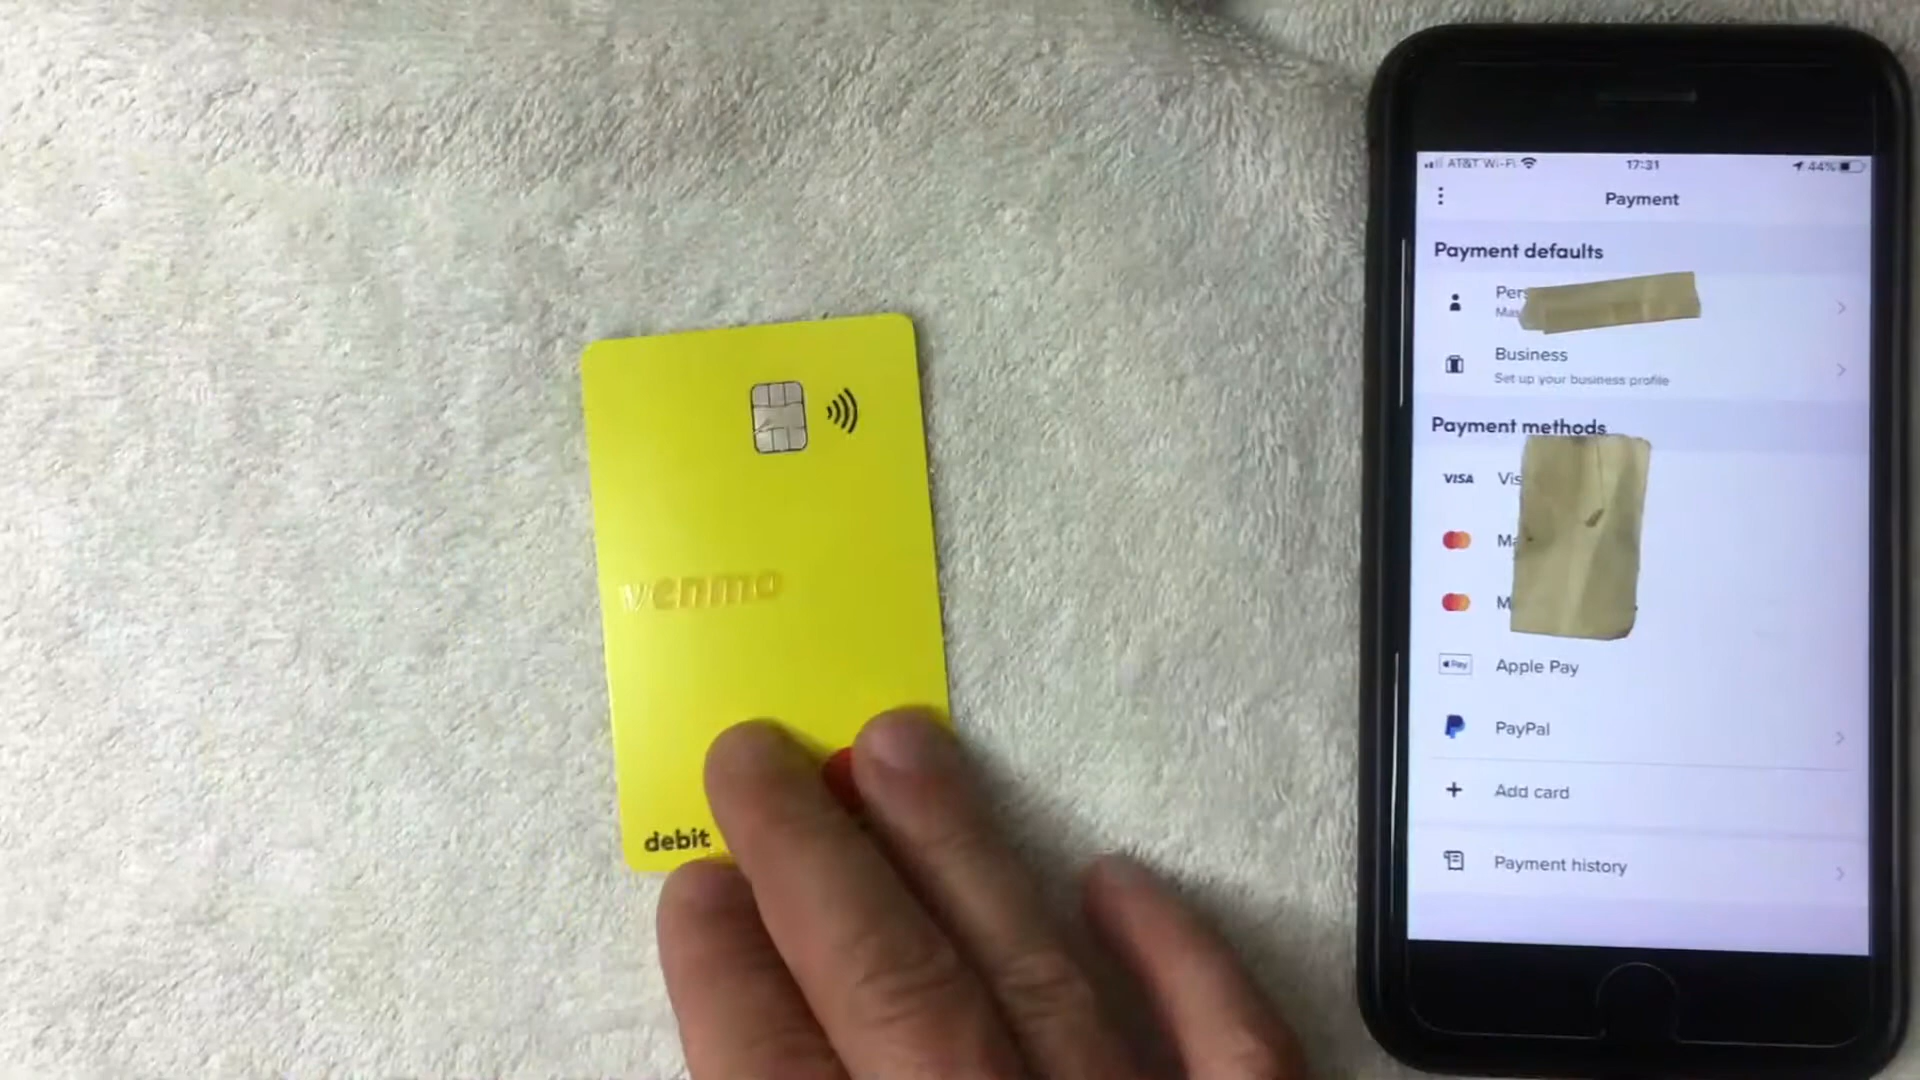 venmo
debit
AT&T Wi-Fi 17:31 44%
Payment
Payment defaults
Business
Set up your business profile
Payment methods
VISA
Pay Apple Pay
PayPal
+ Add card
Payment history